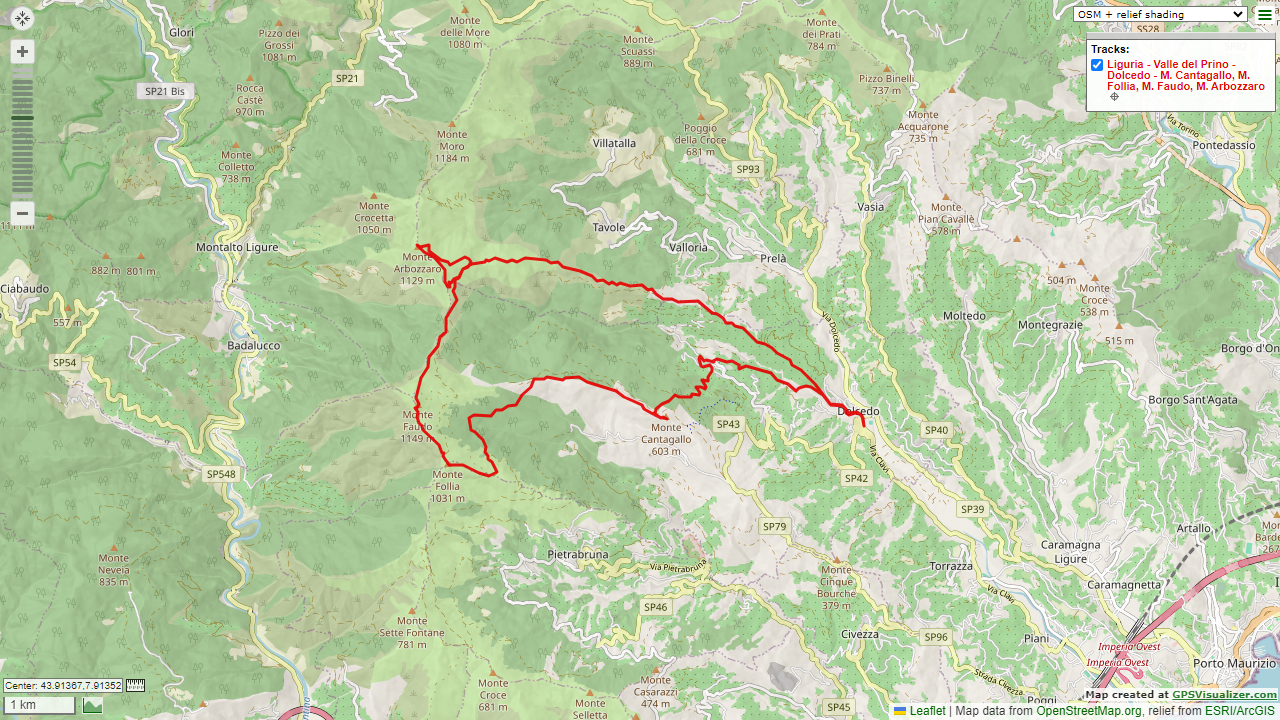 Glori
Monte
1080 m
Monte
dei Prati
784 m
OSM + relief shading
Pizzo dei
Grossi
1081 m
Monte
Scuassi
889 m
SS28
Tracks:
Liguria - Valle del Prino -
Dolcedo - M. Cantagallo, M.
Follia, M. Faudo, M. Arbozzaro
SP21
Pizzo Binelli
737 m
SP21 Bis
Rocca
Castè
970 m
Monte
Acquarone
735 m
Via Torino
Monte
Moro
1184 m
Poggio
della Croce
681 m
Villatalla
Pontedassio
Monte
Colletto
738 m
SP93
Monte
Crocetta
1050 m
Vasia
Monte
Pian Cavallè
578 m
Tavole
Montalto Ligure
Valloria
Prelà
Monte
Arbozzaro
1129 m
882 m
801 m
504 m
Ciabaudo
Monte
Croce
538 m
557 m
Moltedo
Montegrazie
Via Dolcedo
515 m
Badalucco
Borgo d'On
SP54
Borgo Sant'Agata
Dolcedo
Monte
Faudo
1149 m
Monte
Cantagallo
603 m
SP43
SP40
SP548
Monte
Follia
1031 m
SP42
SP39
SP79
Artallo
Pietrabruna
Caramagna
Ligure
Monte
Neveia
835 m
Via Pietrabruna
Torrazza
Monte
Cinque
Bourche
379 m
Caramagnetta
Via Clavi
SP46
Monte
Sette Fontane
781 m
Civezza
SP96
Piani
Imperia Ovest
Imperia Ovest
Porto Maurizio
Monte
Croce
681 m
Monte
Caporazzi
474 m
Strada Civezza
Center: 43.91367,7.91352
Map created at GPSVisualizer.com
1 km
Monte
Selletta
SP45
Poggi
Leaflet | Map data from OpenStreetMap.org, relief from ESRI/ArcGIS